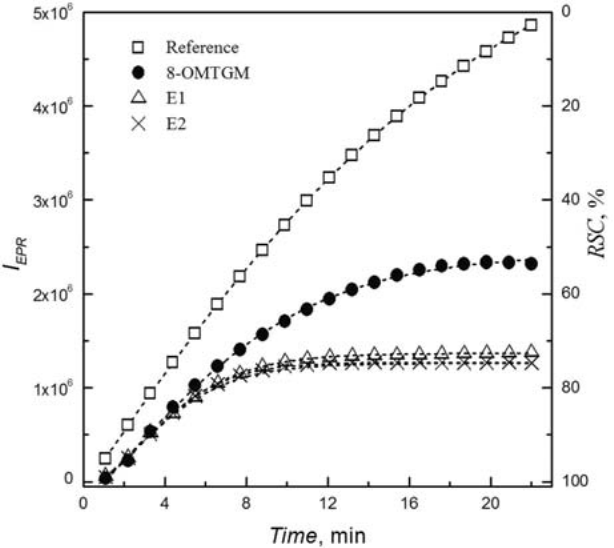 5x10⁶
4x10⁶
3x10⁶
2x10⁶
1x10⁶
0
I_EPR
Reference
8-OMTGM
E1
E2
0
20
40
60
80
100
RSC, %
0 4 8 12 16 20 24
Time, min